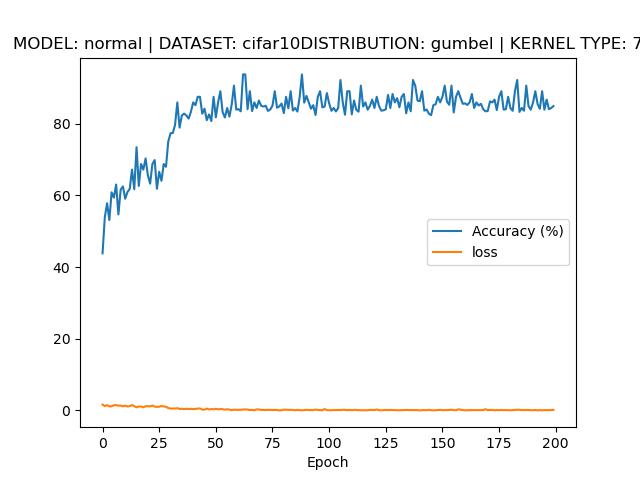 MODEL: normal | DATASET: cifar10DISTRIBUTION: gumbel | KERNEL TYPE: 7
80
60
40
20
0
Accuracy (%)
loss
0 25 50 75 100 125 150 175 200
Epoch